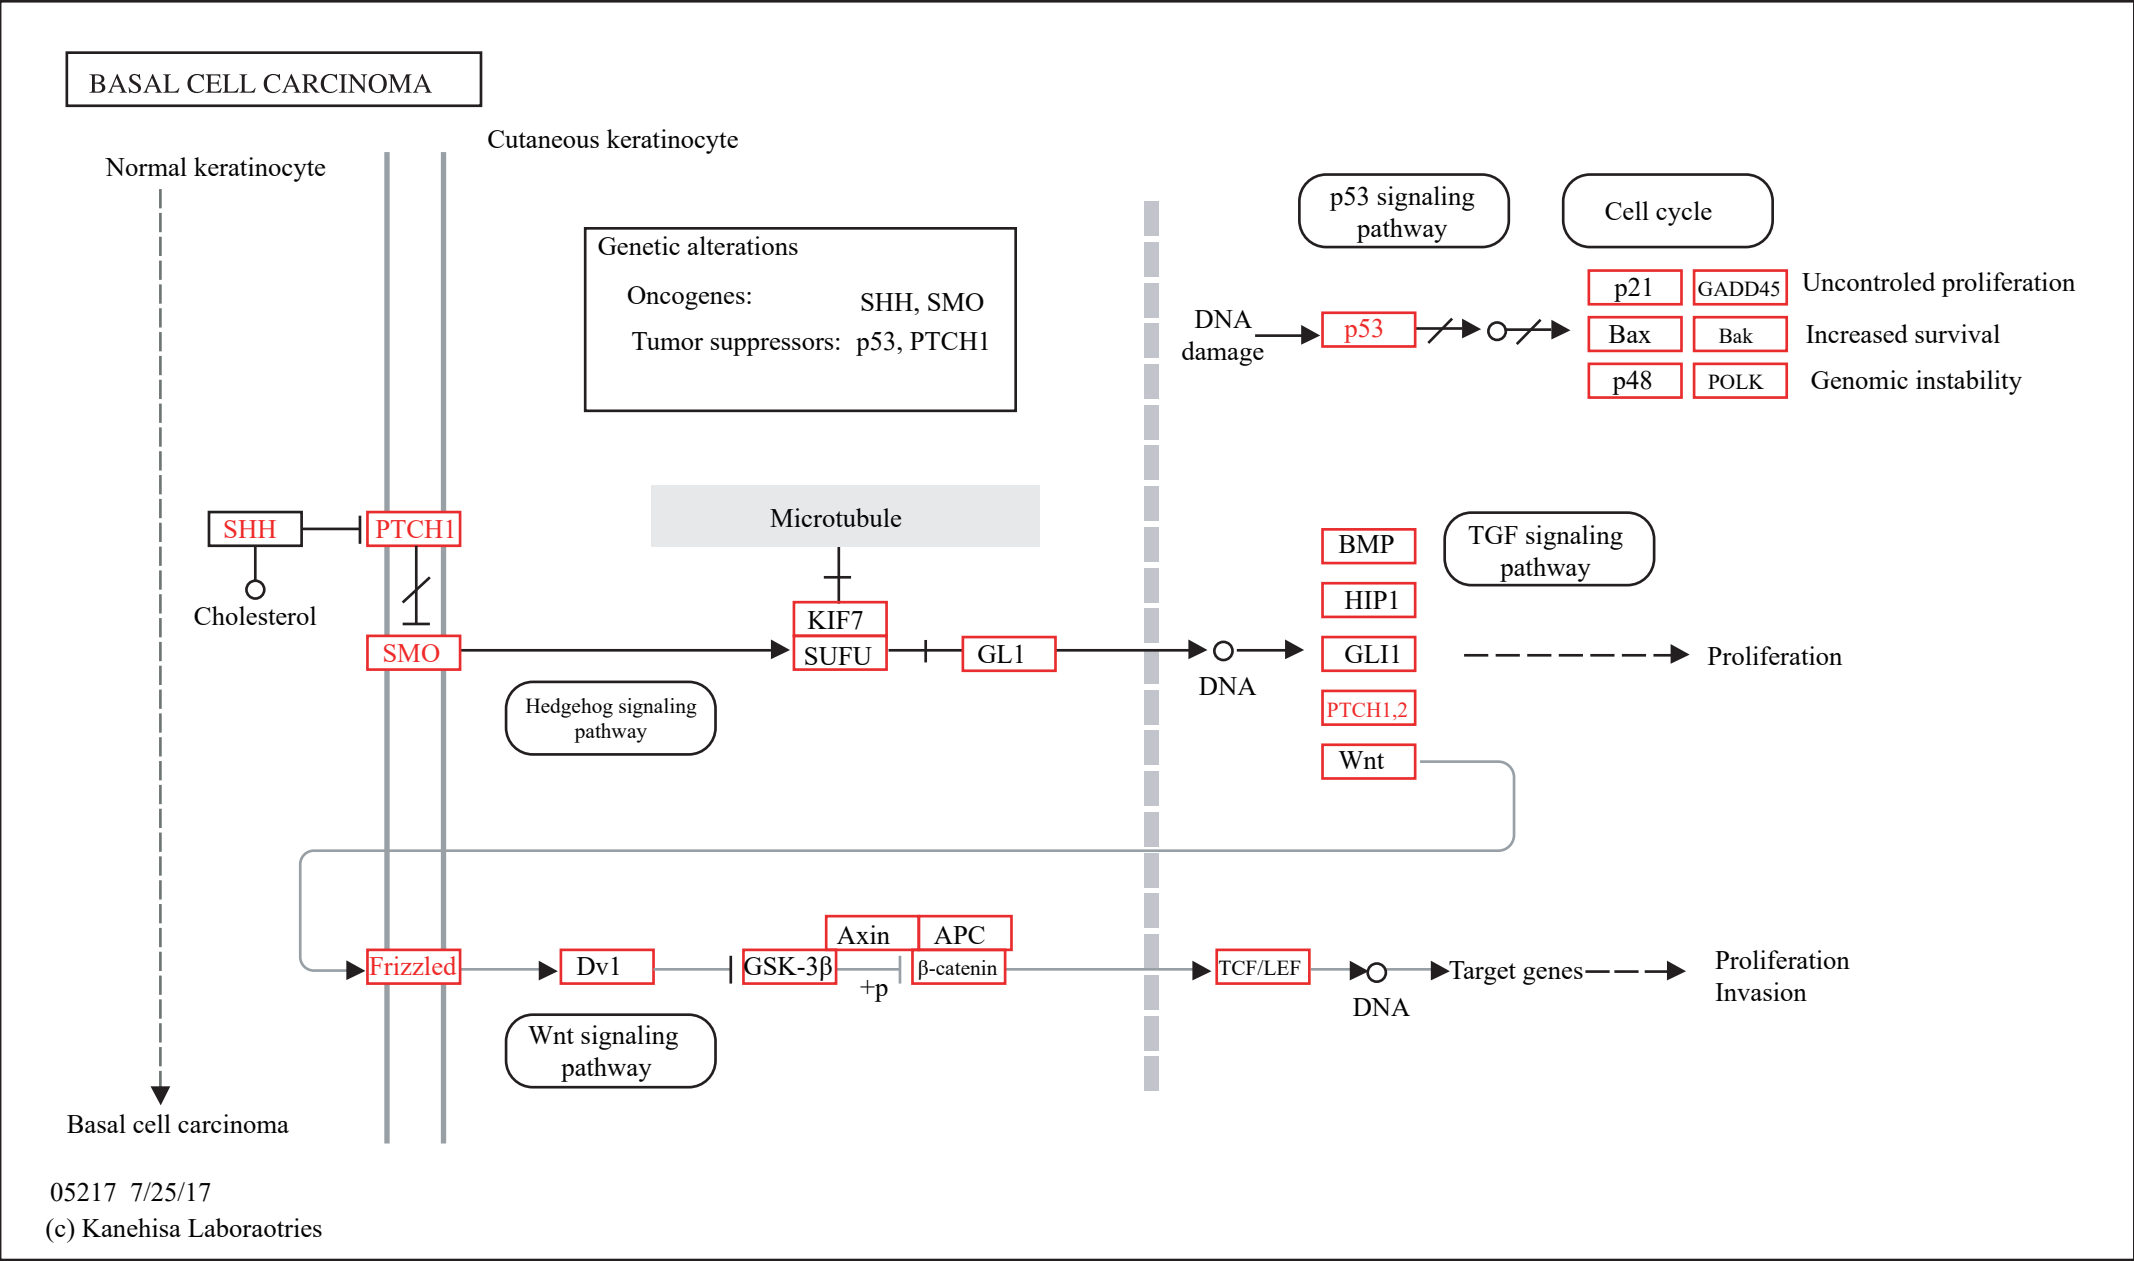 BASAL CELL CARCINOMA
Cutaneous keratinocyte
Normal keratinocyte
Genetic alterations
Oncogenes: SHH, SMO
Tumor suppressors: p53, PTCH1
p53 signaling
pathway
Cell cycle
DNA
damage
p53
p21 GADD45 Uncontroled proliferation
Bax Bak Increased survival
p48 POLK Genomic instability
SHH
PTCH1
Cholesterol
SMO
Microtubule
KIF7
SUFU
GL1
Hedgehog signaling
pathway
DNA
BMP
HIP1
GLI1
PTCH1,2
Wnt
TGF signaling
pathway
Proliferation
Frizzled
Dv1
GSK-3β
Axin
APC
+p
β-catenin
Wnt signaling
pathway
TCF/LEF
DNA
Target genes
Proliferation
Invasion
Basal cell carcinoma
05217 7/25/17
(c) Kanehisa Laboraotries